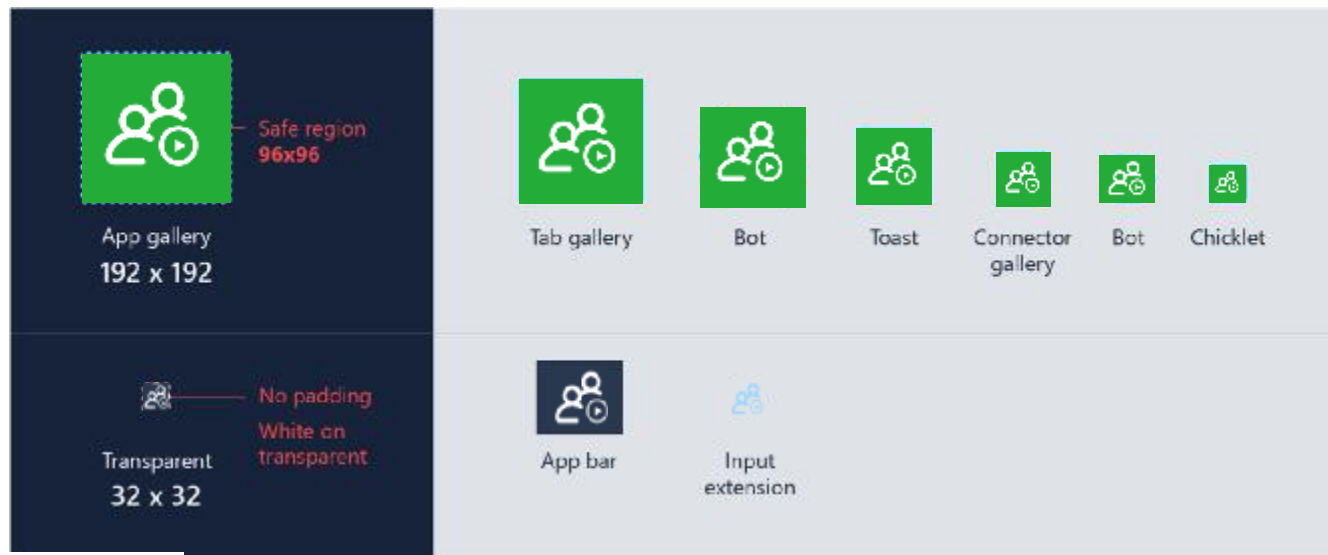 Safe region
96x96
App gallery
192 x 192
Tab gallery
Bot
Toast
Connector
gallery
Bot
Chicklet
No padding
White on
transparent
Transparent
32 x 32
App bar
Input
extension